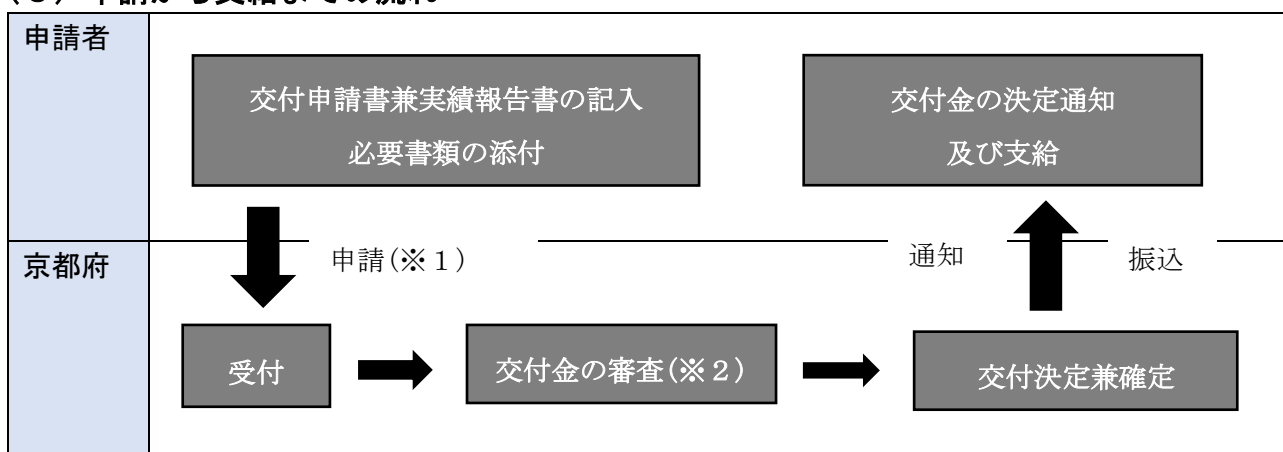 申請者
交付申請書兼実績報告書の記入
必要書類の添付
交付金の決定通知
及び支給
京都府
申請(※１)
通知
振込
受付
交付金の審査(※２)
交付決定兼確定